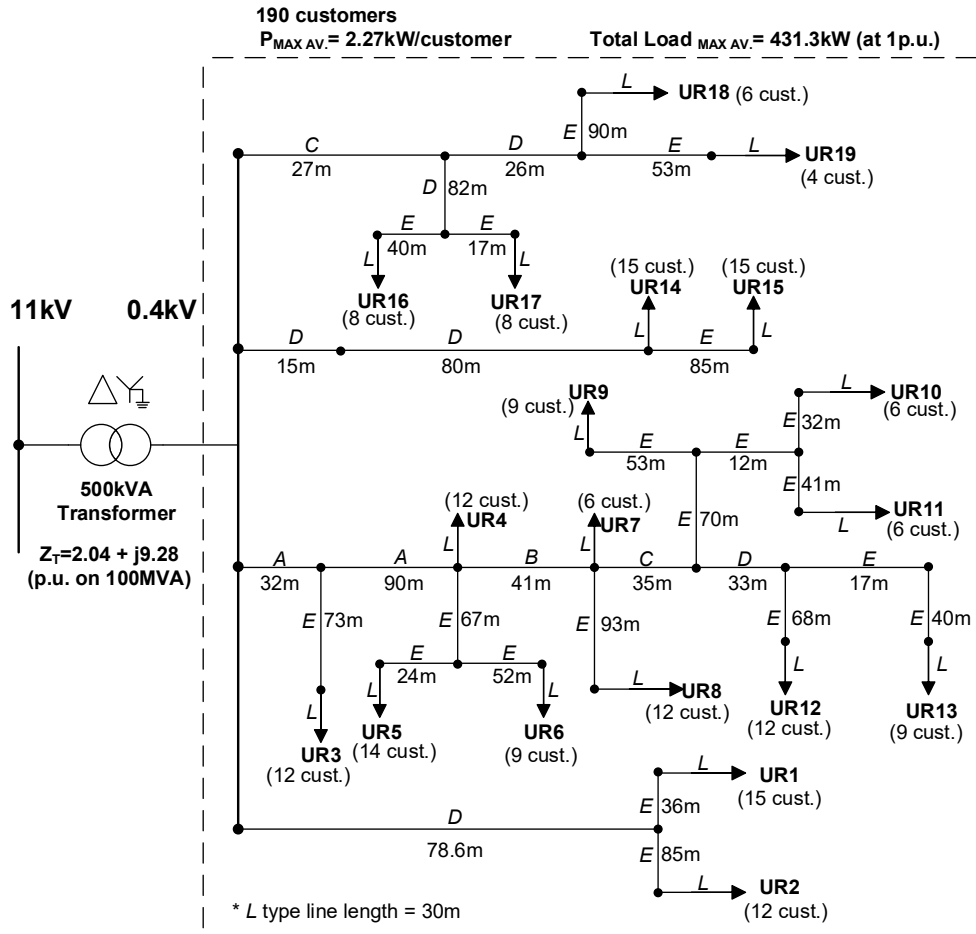 190 customers
P_MAX AV. = 2.27kW/customer
Total Load MAX AV. = 431.3kW (at 1p.u.)
L
UR18 (6 cust.)
E
90m
C
27m
D
26m
E
53m
L
UR19
(4 cust.)
D
82m
E
40m
E
17m
L
L
UR16
(8 cust.)
UR17
(8 cust.)
(15 cust.)
UR14
(15 cust.)
UR15
L
L
11kV
0.4kV
D
15m
D
80m
E
85m
UR9
(9 cust.)
L
L
UR10
(6 cust.)
E
32m
E
53m
E
12m
500kVA
Transformer
Z_T=2.04 + j9.28
(p.u. on 100MVA)
E
41m
L
UR11
(6 cust.)
(12 cust.)
UR4
L
(6 cust.)
UR7
L
E
70m
A
32m
A
90m
B
41m
C
35m
D
33m
E
17m
E
73m
E
67m
E
93m
E
68m
E
40m
E
24m
E
52m
L
L
L
UR3
(12 cust.)
UR5
(14 cust.)
UR6
(9 cust.)
L
UR8
(12 cust.)
L
UR12
(12 cust.)
L
UR13
(9 cust.)
L
UR1
(15 cust.)
E
36m
D
78.6m
E
85m
L
UR2
(12 cust.)
* L type line length = 30m